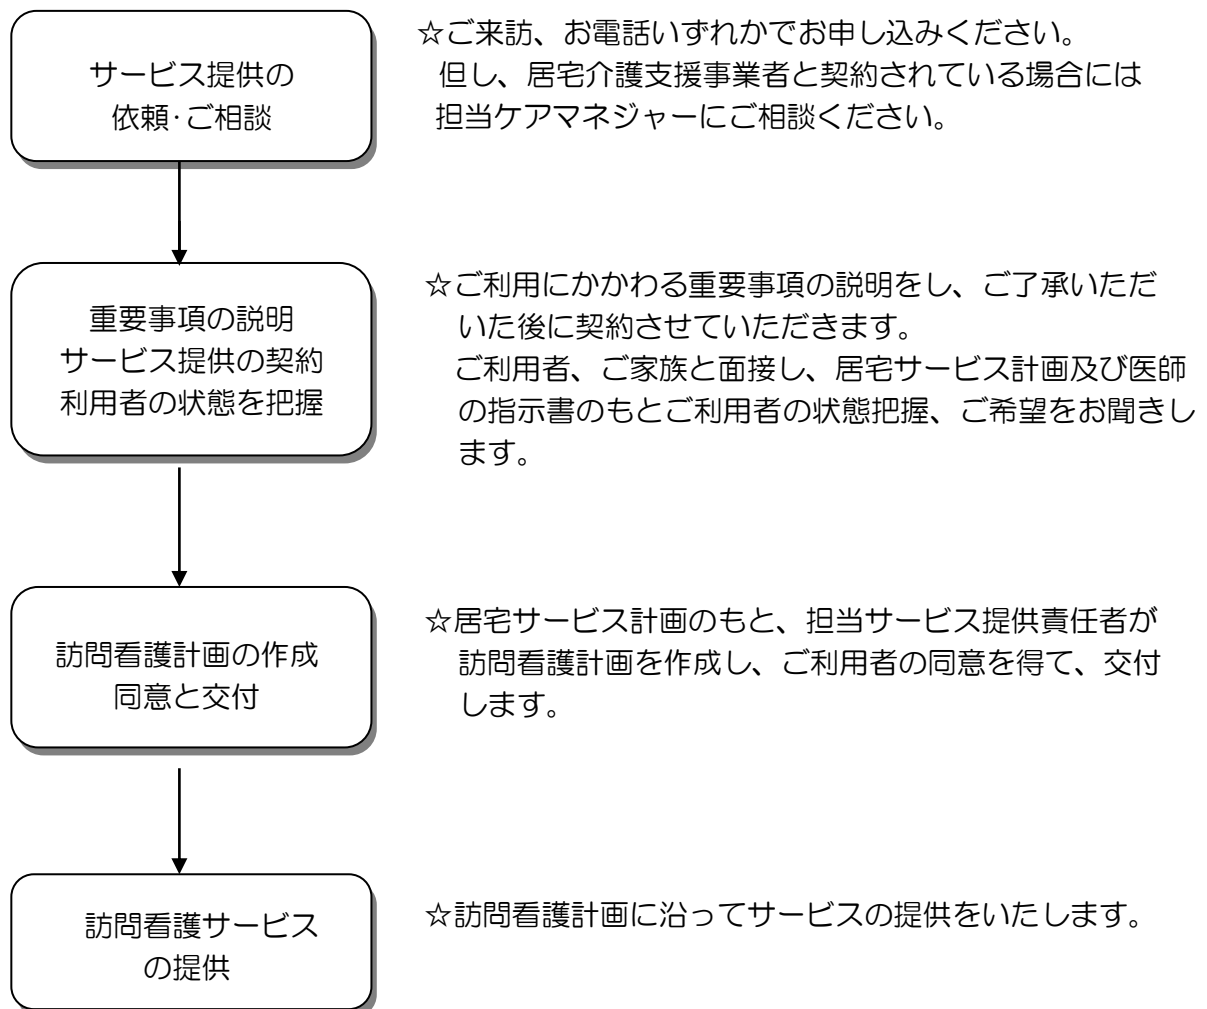 サービス提供の
依頼･ご相談
☆ご来訪、お電話いずれかでお申し込みください。
但し、居宅介護支援事業者と契約されている場合には
担当ケアマネジャーにご相談ください。
重要事項の説明
サービス提供の契約
利用者の状態を把握
☆ご利用にかかわる重要事項の説明をし、ご了承いただ
いた後に契約させていただきます。
ご利用者、ご家族と面接し、居宅サービス計画及び医師
の指示書のもとご利用者の状態把握、ご希望をお聞きし
ます。
訪問看護計画の作成
同意と交付
☆居宅サービス計画のもと、担当サービス提供責任者が
訪問看護計画を作成し、ご利用者の同意を得て、交付
します。
訪問看護サービス
の提供
☆訪問看護計画に沿ってサービスの提供をいたします。